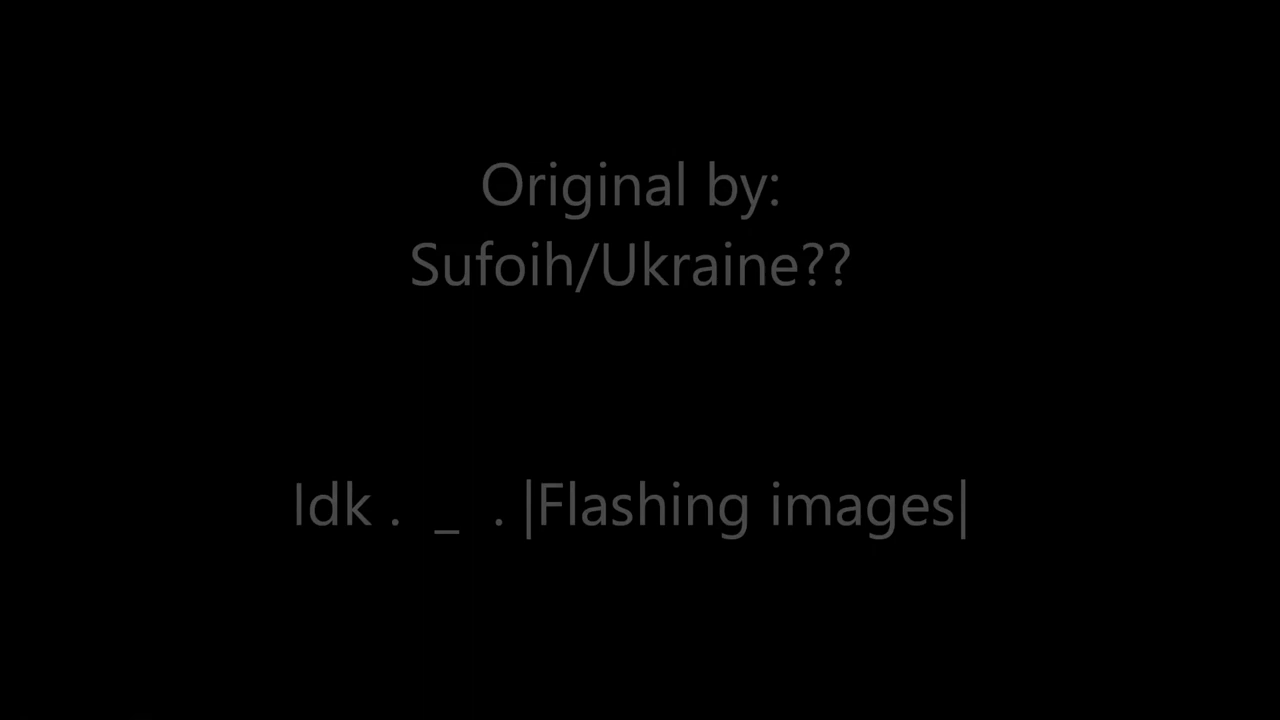 Original by:
Sufoih/Ukraine??
Idk .  _  . |Flashing images|